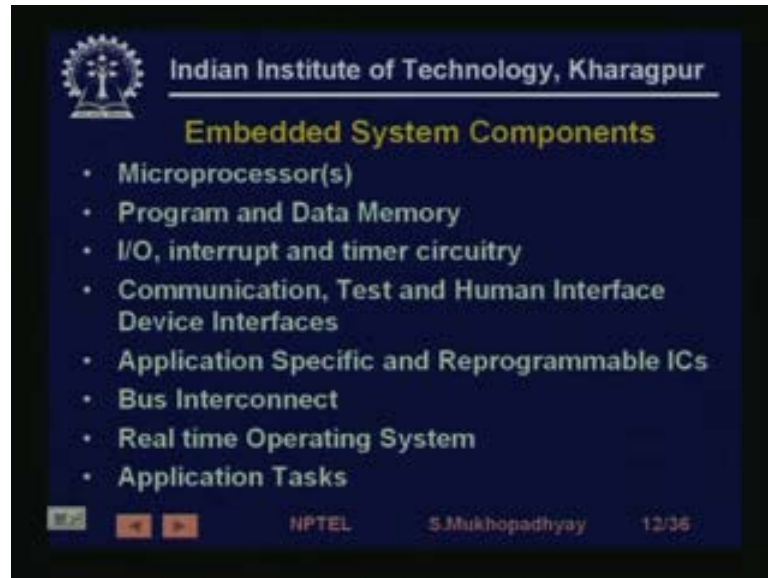 Indian Institute of Technology, Kharagpur
Embedded System Components
• Microprocessor(s)
• Program and Data Memory
• I/O, interrupt and timer circuitry
• Communication, Test and Human Interface
Device Interfaces
• Application Specific and Reprogrammable ICs
• Bus Interconnect
• Real time Operating System
• Application Tasks
NPTEL S.Mukhopadhyay 12/36